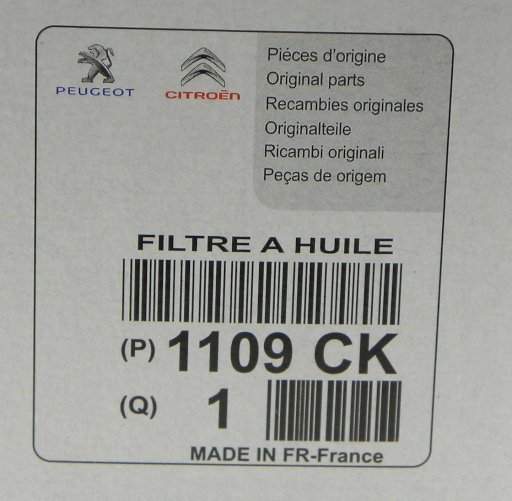 PEUGEOT
CITROËN
Piéces d'origine
Original parts
Recambies originales
Originalteile
Ricambi originali
Peças de origem
FILTRE A HUILE
(P) 1109 CK
(Q) 1
MADE IN FR-France